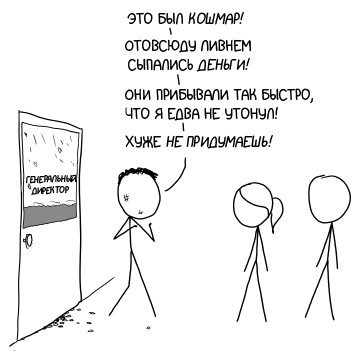 ЭТО БЫЛ КОШМАР!
ОТОВСЮДУ ЛИВНЕМ
СЫПАЛИСЬ ДЕНЬГИ!
ОНИ ПРИБЫВАЛИ ТАК БЫСТРО,
ЧТО Я ЕДВА НЕ УТОНУЛ!
ХУЖЕ НЕ ПРИДУМАЕШЬ!
ГЕНЕРАЛЬНЫЙ
ДИРЕКТОР